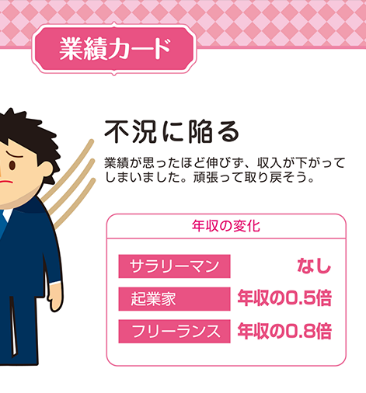 業績カード
不況に陥る
業績が思ったほど伸びず、収入が下がって
しまいました。頑張って取り戻そう。
年収の変化
サラリーマン なし
起業家 年収の0.5倍
フリーランス 年収の0.8倍